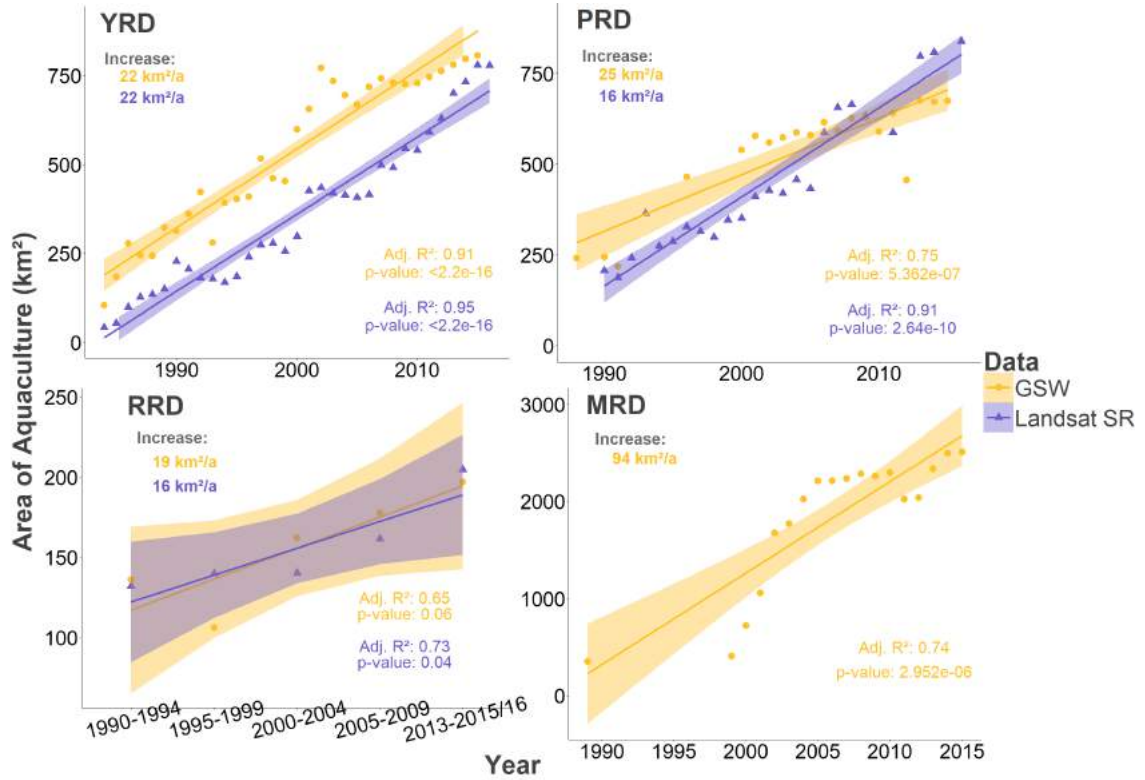 YRD
Increase:
22 km²/a
22 km²/a
750
500
250
0
Adj. R²: 0.91
p-value: <2.2e-16
Adj. R²: 0.95
p-value: <2.2e-16
1990 2000 2010
PRD
Increase:
25 km²/a
16 km²/a
750
500
250
0
Adj. R²: 0.75
p-value: 5.362e-07
Adj. R²: 0.91
p-value: 2.64e-10
1990 2000 2010
Area of Aquaculture (km²)
Data
GSW
Landsat SR
RRD
Increase:
19 km²/a
16 km²/a
250
200
150
100
Adj. R²: 0.65
p-value: 0.06
Adj. R²: 0.73
p-value: 0.04
1990-1994 1995-1999 2000-2004 2005-2009 2013-2015/16
MRD
Increase:
94 km²/a
3000
2000
1000
0
Adj. R²: 0.74
p-value: 2.952e-06
1990 1995 2000 2005 2010 2015
Year